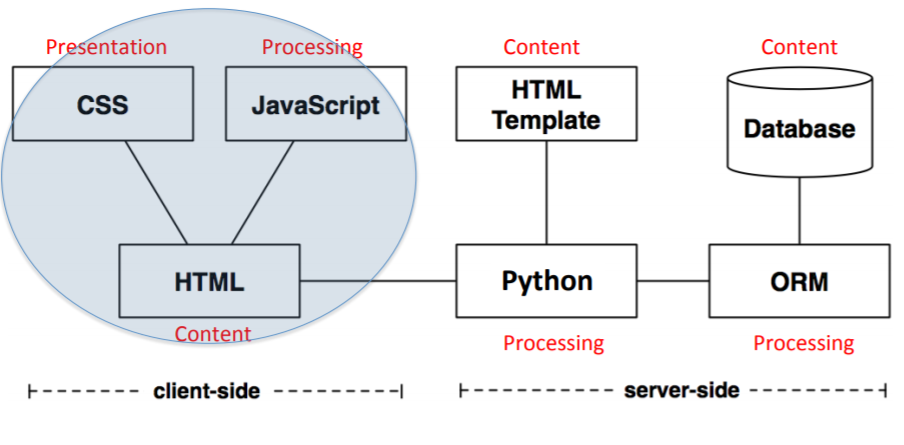 Presentation
Processing
Content
Content
CSS
JavaScript
HTML
Template
Database
HTML
Python
ORM
Content
Processing
Processing
client-side
server-side